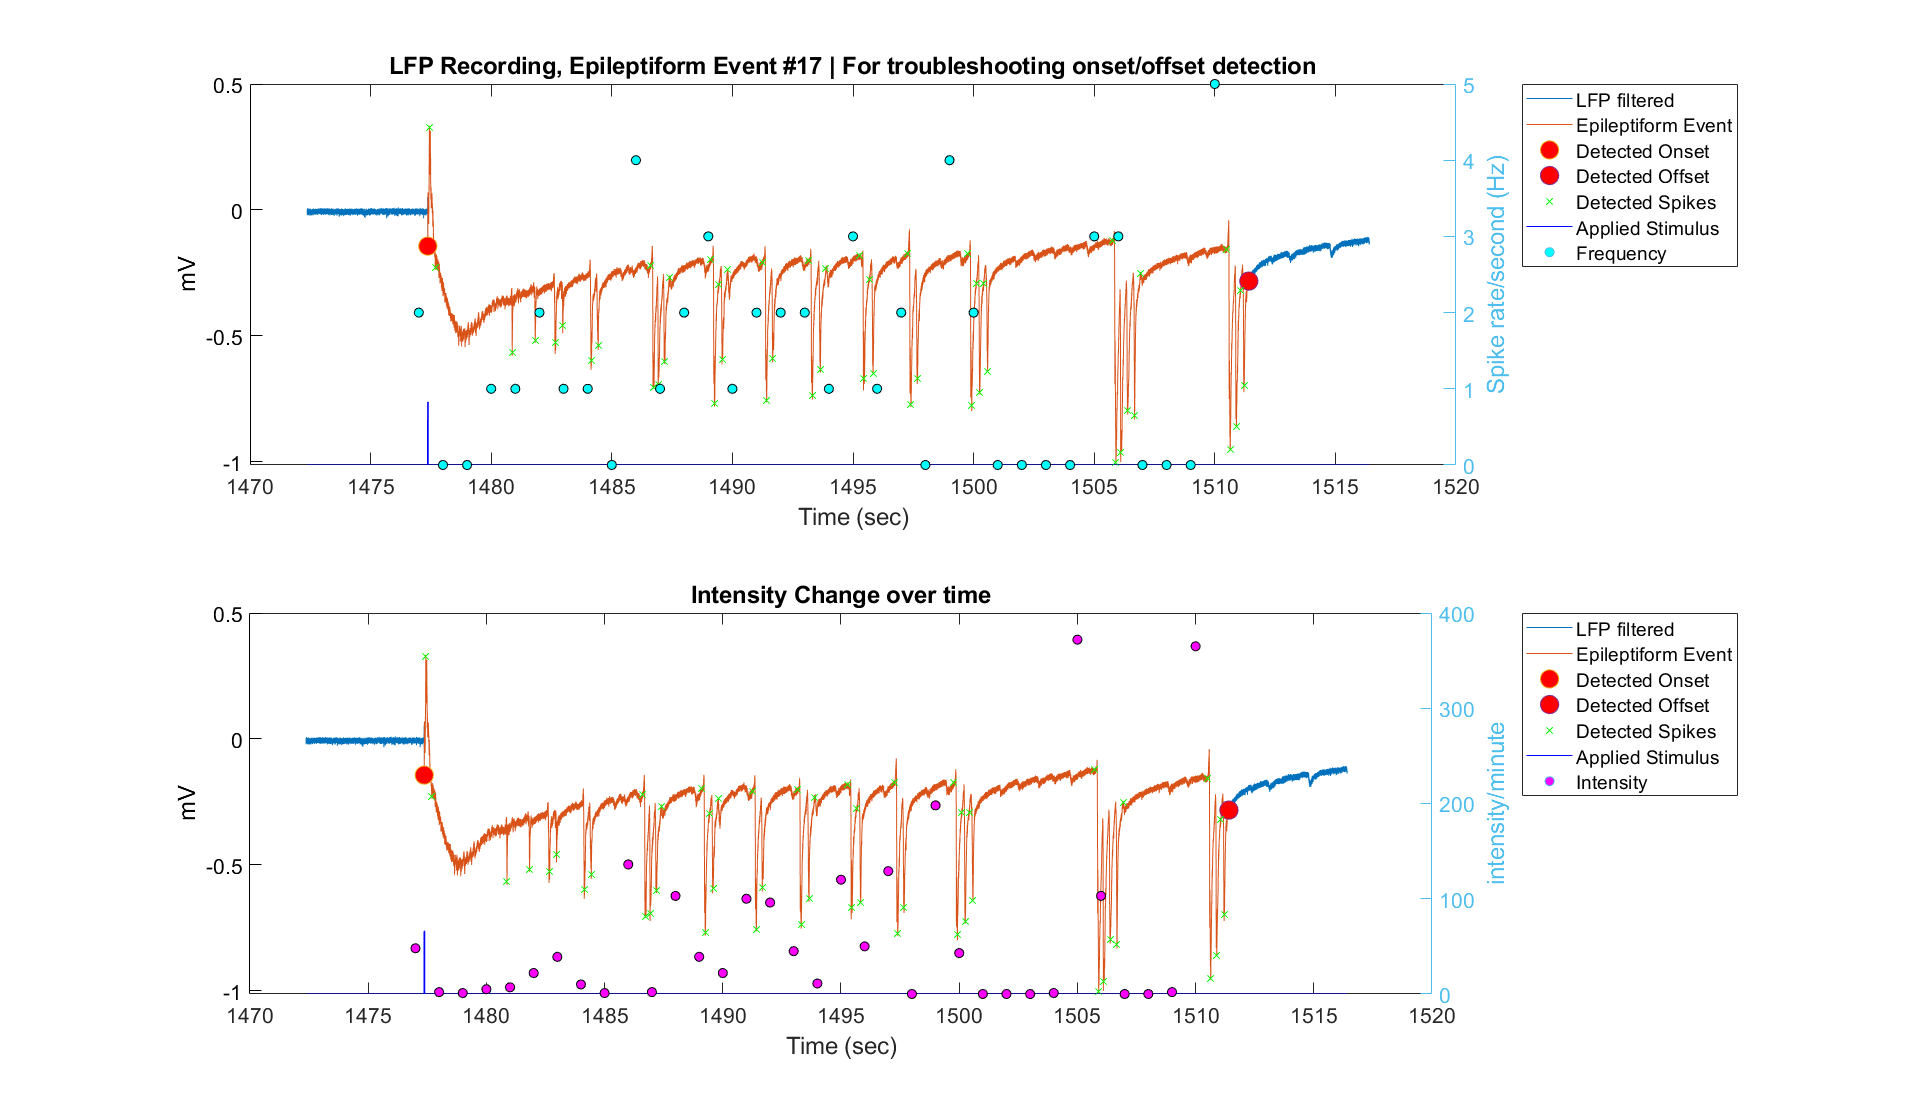 LFP Recording, Epileptiform Event #17 | For troubleshooting onset/offset detection
0.5
0
-0.5
-1
mV
1470 1475 1480 1485 1490 1495 1500 1505 1510 1515 1520
Time (sec)
5
4
3
2
1
0
Spike rate/second (Hz)
LFP filtered
Epileptiform Event
Detected Onset
Detected Offset
Detected Spikes
Applied Stimulus
Frequency
Intensity Change over time
0.5
0
-0.5
-1
mV
1470 1475 1480 1485 1490 1495 1500 1505 1510 1515 1520
Time (sec)
400
300
200
100
0
intensity/minute
LFP filtered
Epileptiform Event
Detected Onset
Detected Offset
Detected Spikes
Applied Stimulus
Intensity